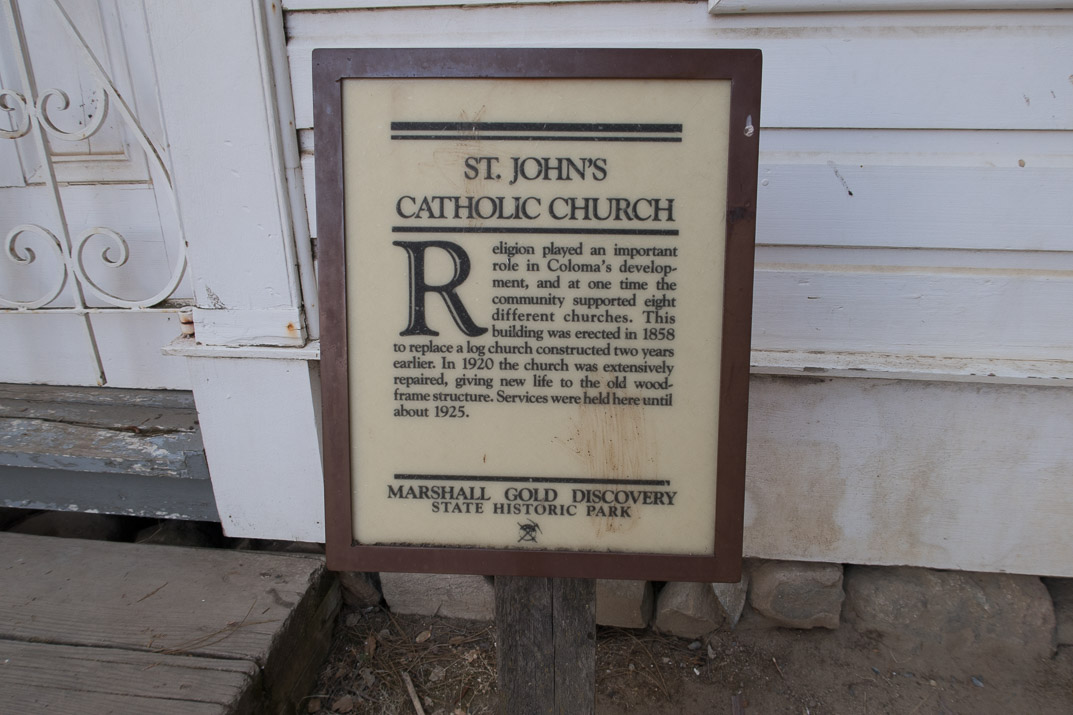 ST. JOHN'S
CATHOLIC CHURCH
Religion played an important
role in Coloma's develop-
ment, and at one time the
community supported eight
different churches. This
building was erected in 1858
to replace a log church constructed two years
earlier. In 1920 the church was extensively
repaired, giving new life to the old wood-
frame structure. Services were held here until
about 1925.
MARSHALL GOLD DISCOVERY
STATE HISTORIC PARK